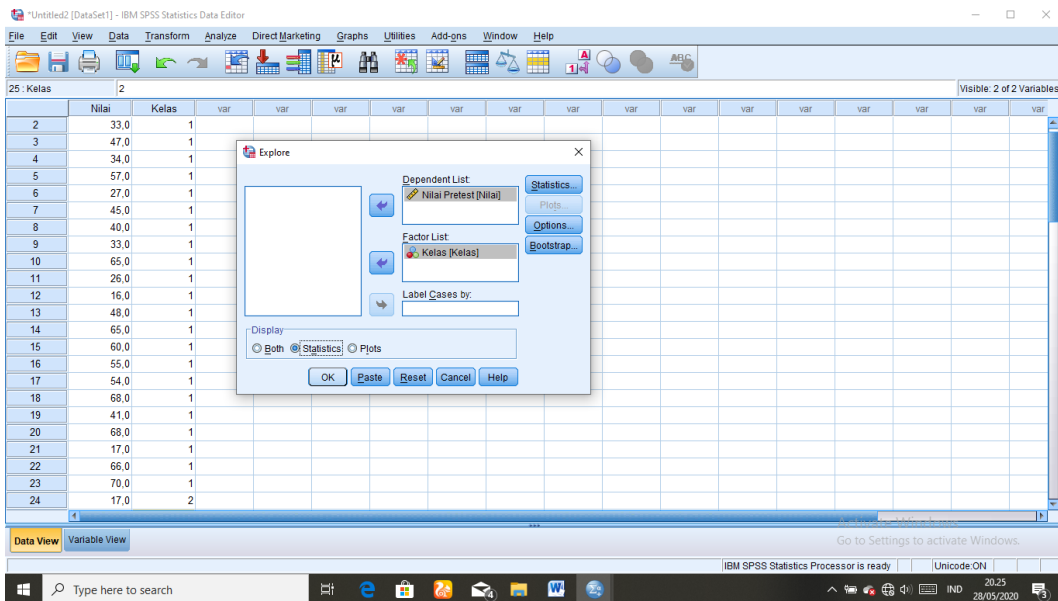 *Untitled2 [DataSet1] - IBM SPSS Statistics Data Editor
File Edit View Data Transform Analyze Direct Marketing Graphs Utilities Add-ons Window Help
25 : Kelas 2 Visible: 2 of 2 Variables
Nilai Kelas var var var var var var var var var var var var var var var
2 33,0 1
3 47,0 1
4 34,0 1
5 57,0 1
6 27,0 1
7 45,0 1
8 40,0 1
9 33,0 1
10 65,0 1
11 26,0 1
12 16,0 1
13 48,0 1
14 65,0 1
15 60,0 1
16 55,0 1
17 54,0 1
18 68,0 1
19 41,0 1
20 68,0 1
21 17,0 1
22 66,0 1
23 70,0 1
24 17,0 2
Explore
Dependent List:
Nilai Pretest [Nilai]
Factor List:
Kelas [Kelas]
Label Cases by:
Statistics...
Plots...
Options...
Bootstrap...
Display
Both Statistics Plots
OK Paste Reset Cancel Help
Data View Variable View
Activate Windows
Go to Settings to activate Windows.
IBM SPSS Statistics Processor is ready Unicode:ON
Type here to search
IND
20.25
28/05/2020